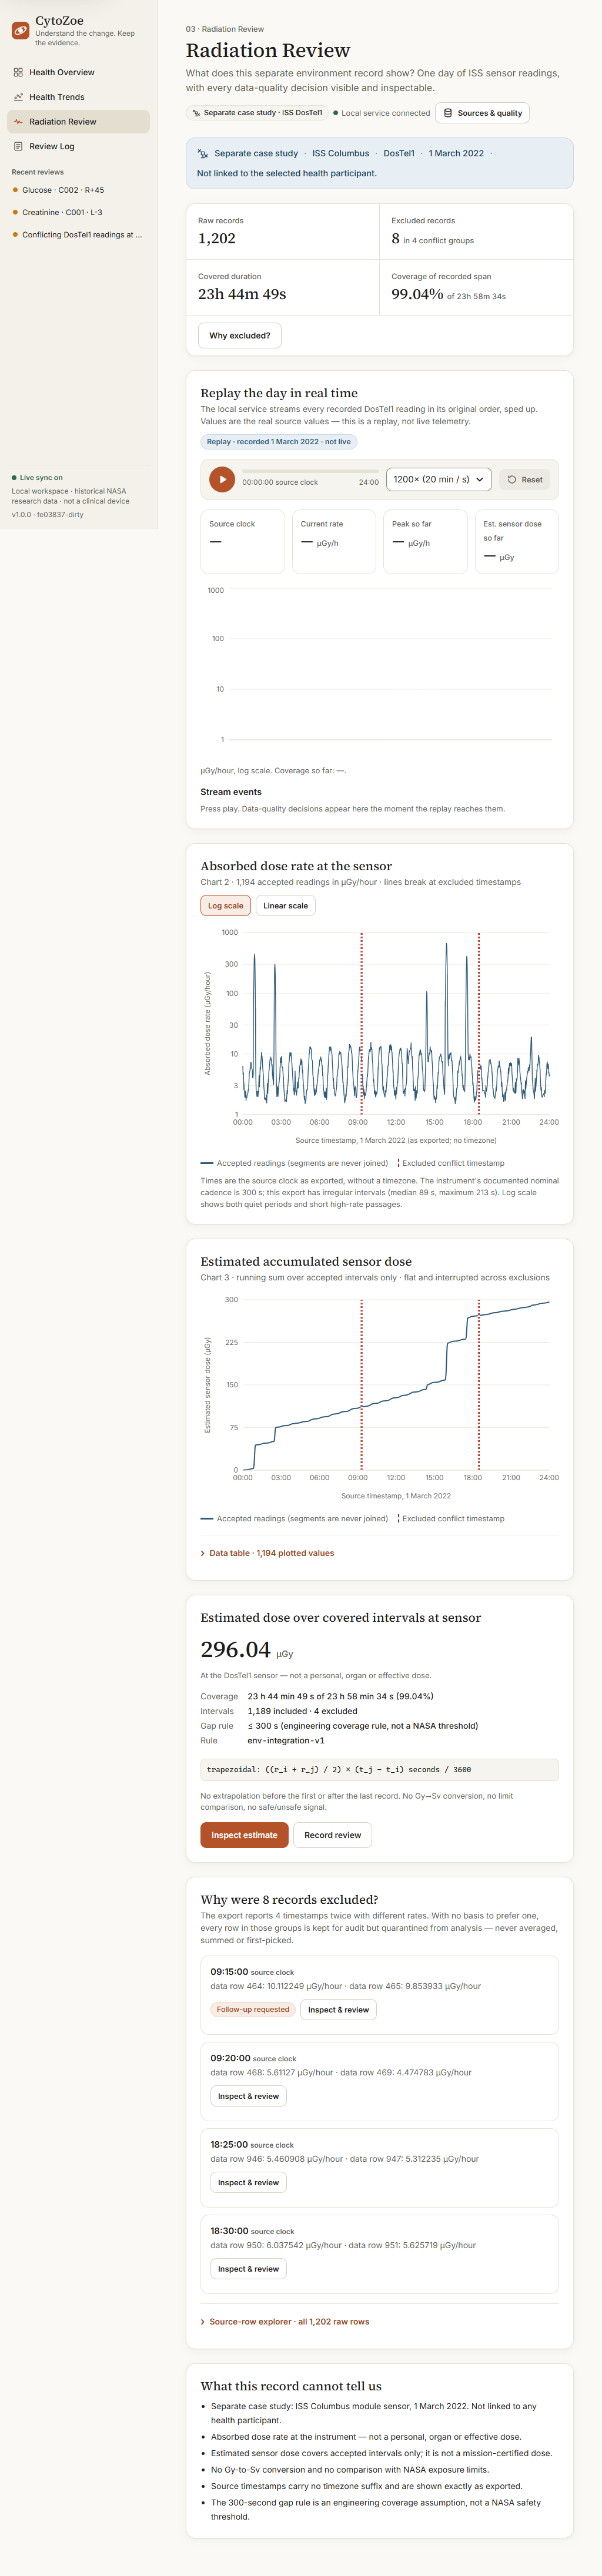 CytoZoe
Understand the change. Keep
the evidence.
Health Overview
Health Trends
Radiation Review
Review Log
Recent reviews
Glucose · C002 · R+45
Creatinine · C001 · L-3
Conflicting DosTel1 readings at ...
Live sync on
Local workspace · historical NASA
research data · not a clinical device
v1.0.0 · fe03837-dirty
03 · Radiation Review
Radiation Review
What does this separate environment record show? One day of ISS sensor readings,
with every data-quality decision visible and inspectable.
Separate case study · ISS DosTel1
Local service connected
Sources & quality
Separate case study · ISS Columbus · DosTel1 · 1 March 2022 ·
Not linked to the selected health participant.
Raw records
1,202
Excluded records
8 in 4 conflict groups
Covered duration
23h 44m 49s
Coverage of recorded span
99.04% of 23h 58m 34s
Why excluded?
Replay the day in real time
The local service streams every recorded DosTel1 reading in its original order, sped up.
Values are the real source values — this is a replay, not live telemetry.
Replay · recorded 1 March 2022 · not live
00:00:00 source clock
24:00
1200× (20 min / s)
Reset
Source clock
—
Current rate
— µGy/h
Peak so far
— µGy/h
Est. sensor dose
so far
— µGy
1000
100
10
1
µGy/hour, log scale. Coverage so far: —.
Stream events
Press play. Data-quality decisions appear here the moment the replay reaches them.
Absorbed dose rate at the sensor
Chart 2 · 1,194 accepted readings in µGy/hour · lines break at excluded timestamps
Log scale
Linear scale
Absorbed dose rate (µGy/hour)
1000
300
100
30
10
3
1
00:00 03:00 06:00 09:00 12:00 15:00 18:00 21:00 24:00
Source timestamp, 1 March 2022 (as exported; no timezone)
Accepted readings (segments are never joined)
Excluded conflict timestamp
Times are the source clock as exported, without a timezone. The instrument's documented nominal
cadence is 300 s; this export has irregular intervals (median 89 s, maximum 213 s). Log scale
shows both quiet periods and short high-rate passages.
Estimated accumulated sensor dose
Chart 3 · running sum over accepted intervals only · flat and interrupted across exclusions
Estimated sensor dose (µGy)
300
225
150
75
0
00:00 03:00 06:00 09:00 12:00 15:00 18:00 21:00 24:00
Source timestamp, 1 March 2022
Accepted readings (segments are never joined)
Excluded conflict timestamp
Data table · 1,194 plotted values
Estimated dose over covered intervals at sensor
296.04 µGy
At the DosTel1 sensor — not a personal, organ or effective dose.
Coverage 23 h 44 min 49 s of 23 h 58 min 34 s (99.04%)
Intervals 1,189 included · 4 excluded
Gap rule ≤ 300 s (engineering coverage rule, not a NASA threshold)
Rule env-integration-v1
trapezoidal: ((r_i + r_j) / 2) × (t_j − t_i) seconds / 3600
No extrapolation before the first or after the last record. No Gy→Sv conversion, no limit
comparison, no safe/unsafe signal.
Inspect estimate
Record review
Why were 8 records excluded?
The export reports 4 timestamps twice with different rates. With no basis to prefer one,
every row in those groups is kept for audit but quarantined from analysis — never averaged,
summed or first-picked.
09:15:00 source clock
data row 464: 10.112249 µGy/hour · data row 465: 9.853933 µGy/hour
Follow-up requested
Inspect & review
09:20:00 source clock
data row 468: 5.61127 µGy/hour · data row 469: 4.474783 µGy/hour
Inspect & review
18:25:00 source clock
data row 946: 5.460908 µGy/hour · data row 947: 5.312235 µGy/hour
Inspect & review
18:30:00 source clock
data row 950: 6.037542 µGy/hour · data row 951: 5.625719 µGy/hour
Inspect & review
Source-row explorer · all 1,202 raw rows
What this record cannot tell us
• Separate case study: ISS Columbus module sensor, 1 March 2022. Not linked to any
health participant.
• Absorbed dose rate at the instrument — not a personal, organ or effective dose.
• Estimated sensor dose covers accepted intervals only; it is not a mission-certified dose.
• No Gy-to-Sv conversion and no comparison with NASA exposure limits.
• Source timestamps carry no timezone suffix and are shown exactly as exported.
• The 300-second gap rule is an engineering coverage assumption, not a NASA safety
threshold.